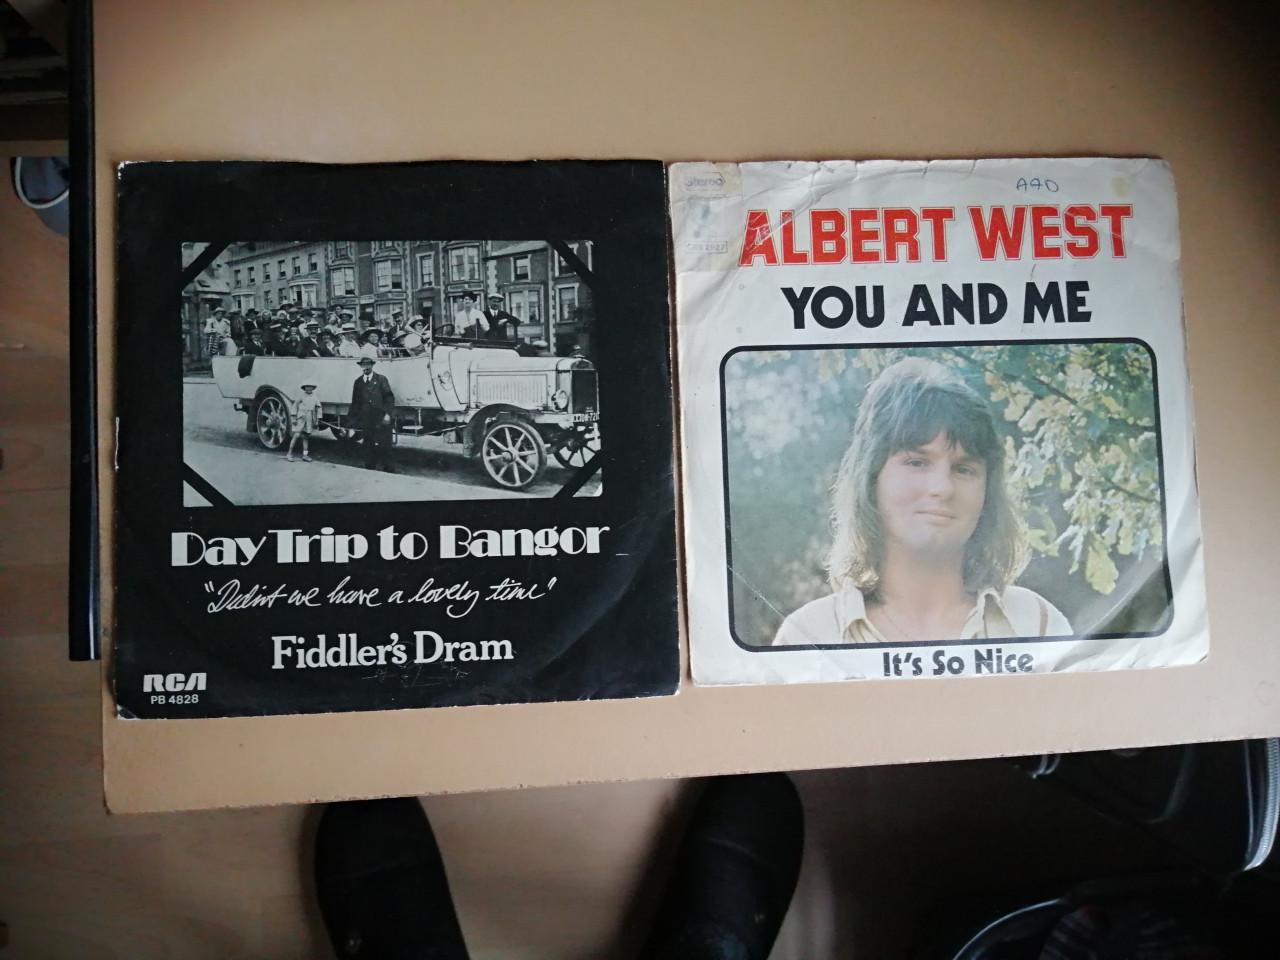 Day Trip to Bangor
"Didn't we have a lovely time"
Fiddler's Dram
RCA
PB 4828
Stereo
ALBERT WEST
YOU AND ME
It's So Nice